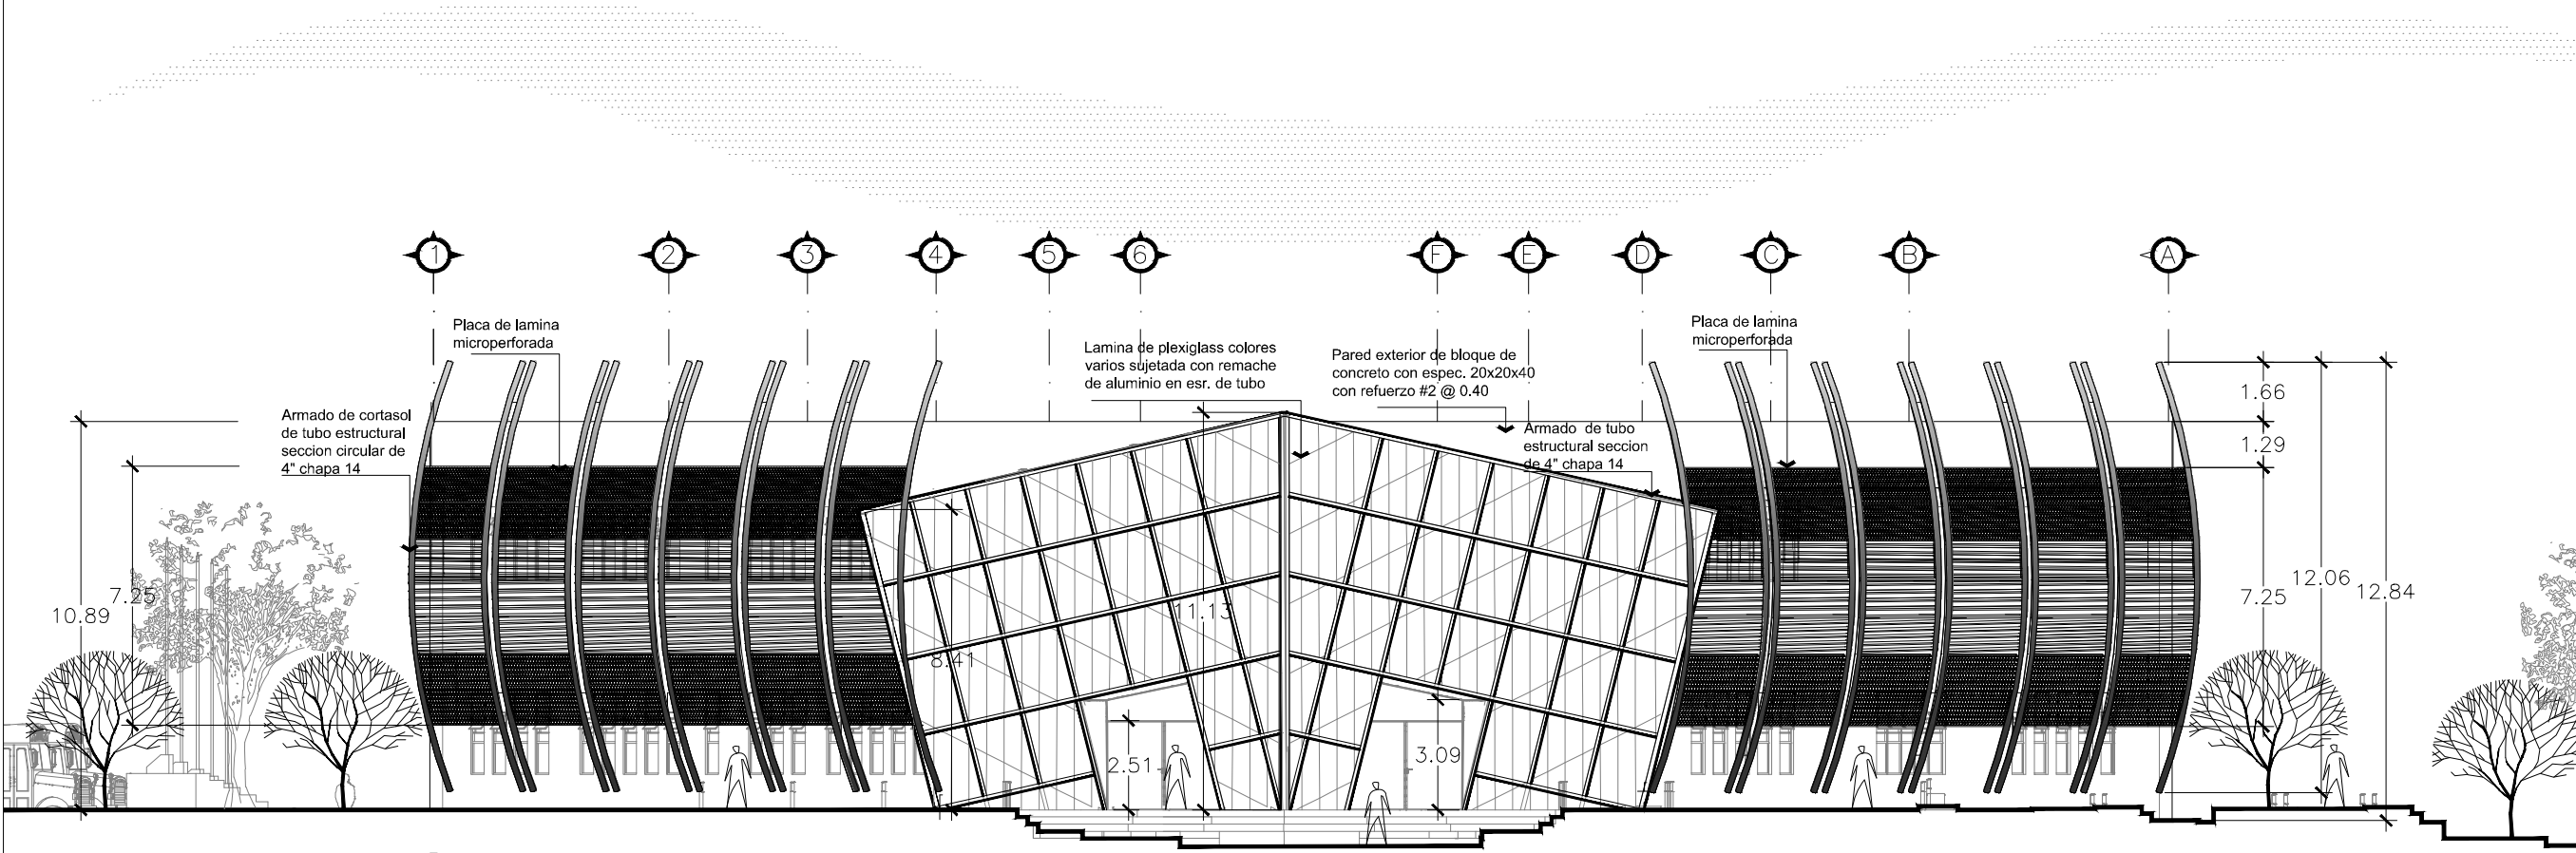 1
2
3
4
5
6
F
E
D
C
B
A
Placa de lamina
microperforada
Armado de cortasol
de tubo estructural
seccion circular de
4" chapa 14
Lamina de plexiglass colores
varios sujetada con remache
de aluminio en esr. de tubo
Pared exterior de bloque de
concreto con espec. 20x20x40
con refuerzo #2 @ 0.40
Armado de tubo
estructural seccion
de 4" chapa 14
Placa de lamina
microperforada
10.89
7.25
8.41
11.13
2.51
3.09
1.66
1.29
7.25
12.06
12.84